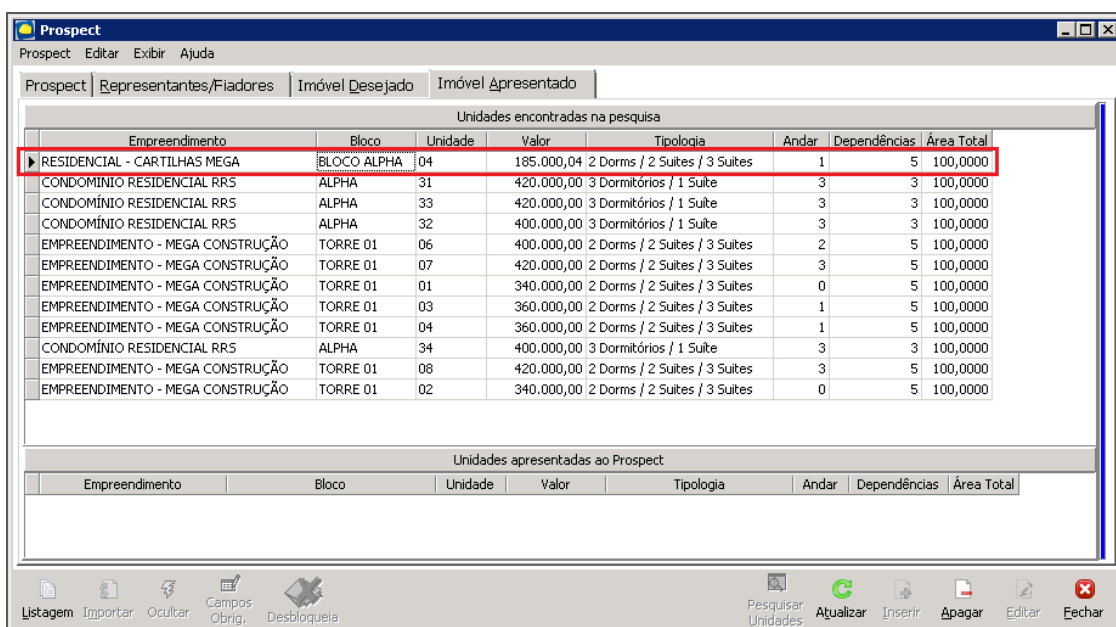 Prospect
Prospect Editar Exibir Ajuda
Prospect Representantes/Fiadores Imóvel Desejado Imóvel Apresentado
Unidades encontradas na pesquisa
Empreendimento Bloco Unidade Valor Tipologia Andar Dependências Área Total
RESIDENCIAL - CARTILHAS MEGA BLOCO ALPHA 04 185.000,04 2 Dorms / 2 Suites / 3 Suites 1 5 100,0000
CONDOMÍNIO RESIDENCIAL RRS ALPHA 31 420.000,00 3 Dormitórios / 1 Suíte 3 3 100,0000
CONDOMÍNIO RESIDENCIAL RRS ALPHA 33 420.000,00 3 Dormitórios / 1 Suíte 3 3 100,0000
CONDOMÍNIO RESIDENCIAL RRS ALPHA 32 400.000,00 3 Dormitórios / 1 Suíte 3 3 100,0000
EMPREENDIMENTO - MEGA CONSTRUÇÃO TORRE 01 06 400.000,00 2 Dorms / 2 Suites / 3 Suites 2 5 100,0000
EMPREENDIMENTO - MEGA CONSTRUÇÃO TORRE 01 07 420.000,00 2 Dorms / 2 Suites / 3 Suites 3 5 100,0000
EMPREENDIMENTO - MEGA CONSTRUÇÃO TORRE 01 01 340.000,00 2 Dorms / 2 Suites / 3 Suites 0 5 100,0000
EMPREENDIMENTO - MEGA CONSTRUÇÃO TORRE 01 03 360.000,00 2 Dorms / 2 Suites / 3 Suites 1 5 100,0000
EMPREENDIMENTO - MEGA CONSTRUÇÃO TORRE 01 04 360.000,00 2 Dorms / 2 Suites / 3 Suites 1 5 100,0000
CONDOMÍNIO RESIDENCIAL RRS ALPHA 34 400.000,00 3 Dormitórios / 1 Suíte 3 3 100,0000
EMPREENDIMENTO - MEGA CONSTRUÇÃO TORRE 01 08 420.000,00 2 Dorms / 2 Suites / 3 Suites 3 5 100,0000
EMPREENDIMENTO - MEGA CONSTRUÇÃO TORRE 01 02 340.000,00 2 Dorms / 2 Suites / 3 Suites 0 5 100,0000
Unidades apresentadas ao Prospect
Empreendimento Bloco Unidade Valor Tipologia Andar Dependências Área Total
Listagem Importar Ocultar Campos Obrig. Desbloqueia Pesquisar Unidades Atualizar Inserir Apagar Editar Fechar